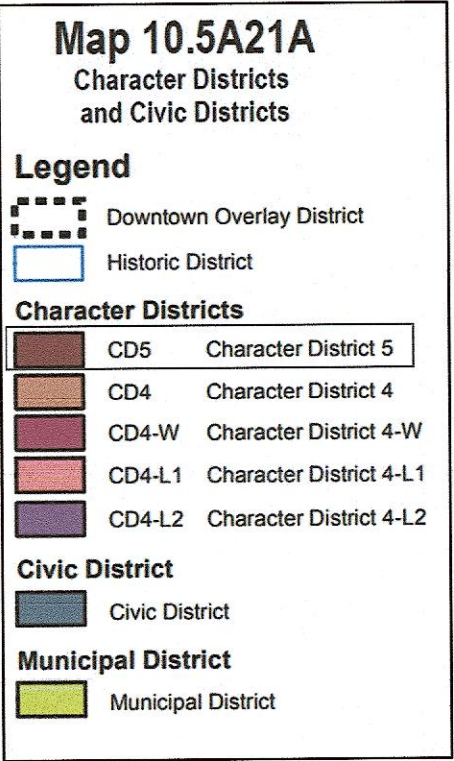 Map 10.5A21A
Character Districts
and Civic Districts
Legend
Downtown Overlay District
Historic District
Character Districts
CD5 Character District 5
CD4 Character District 4
CD4-W Character District 4-W
CD4-L1 Character District 4-L1
CD4-L2 Character District 4-L2
Civic District
Civic District
Municipal District
Municipal District